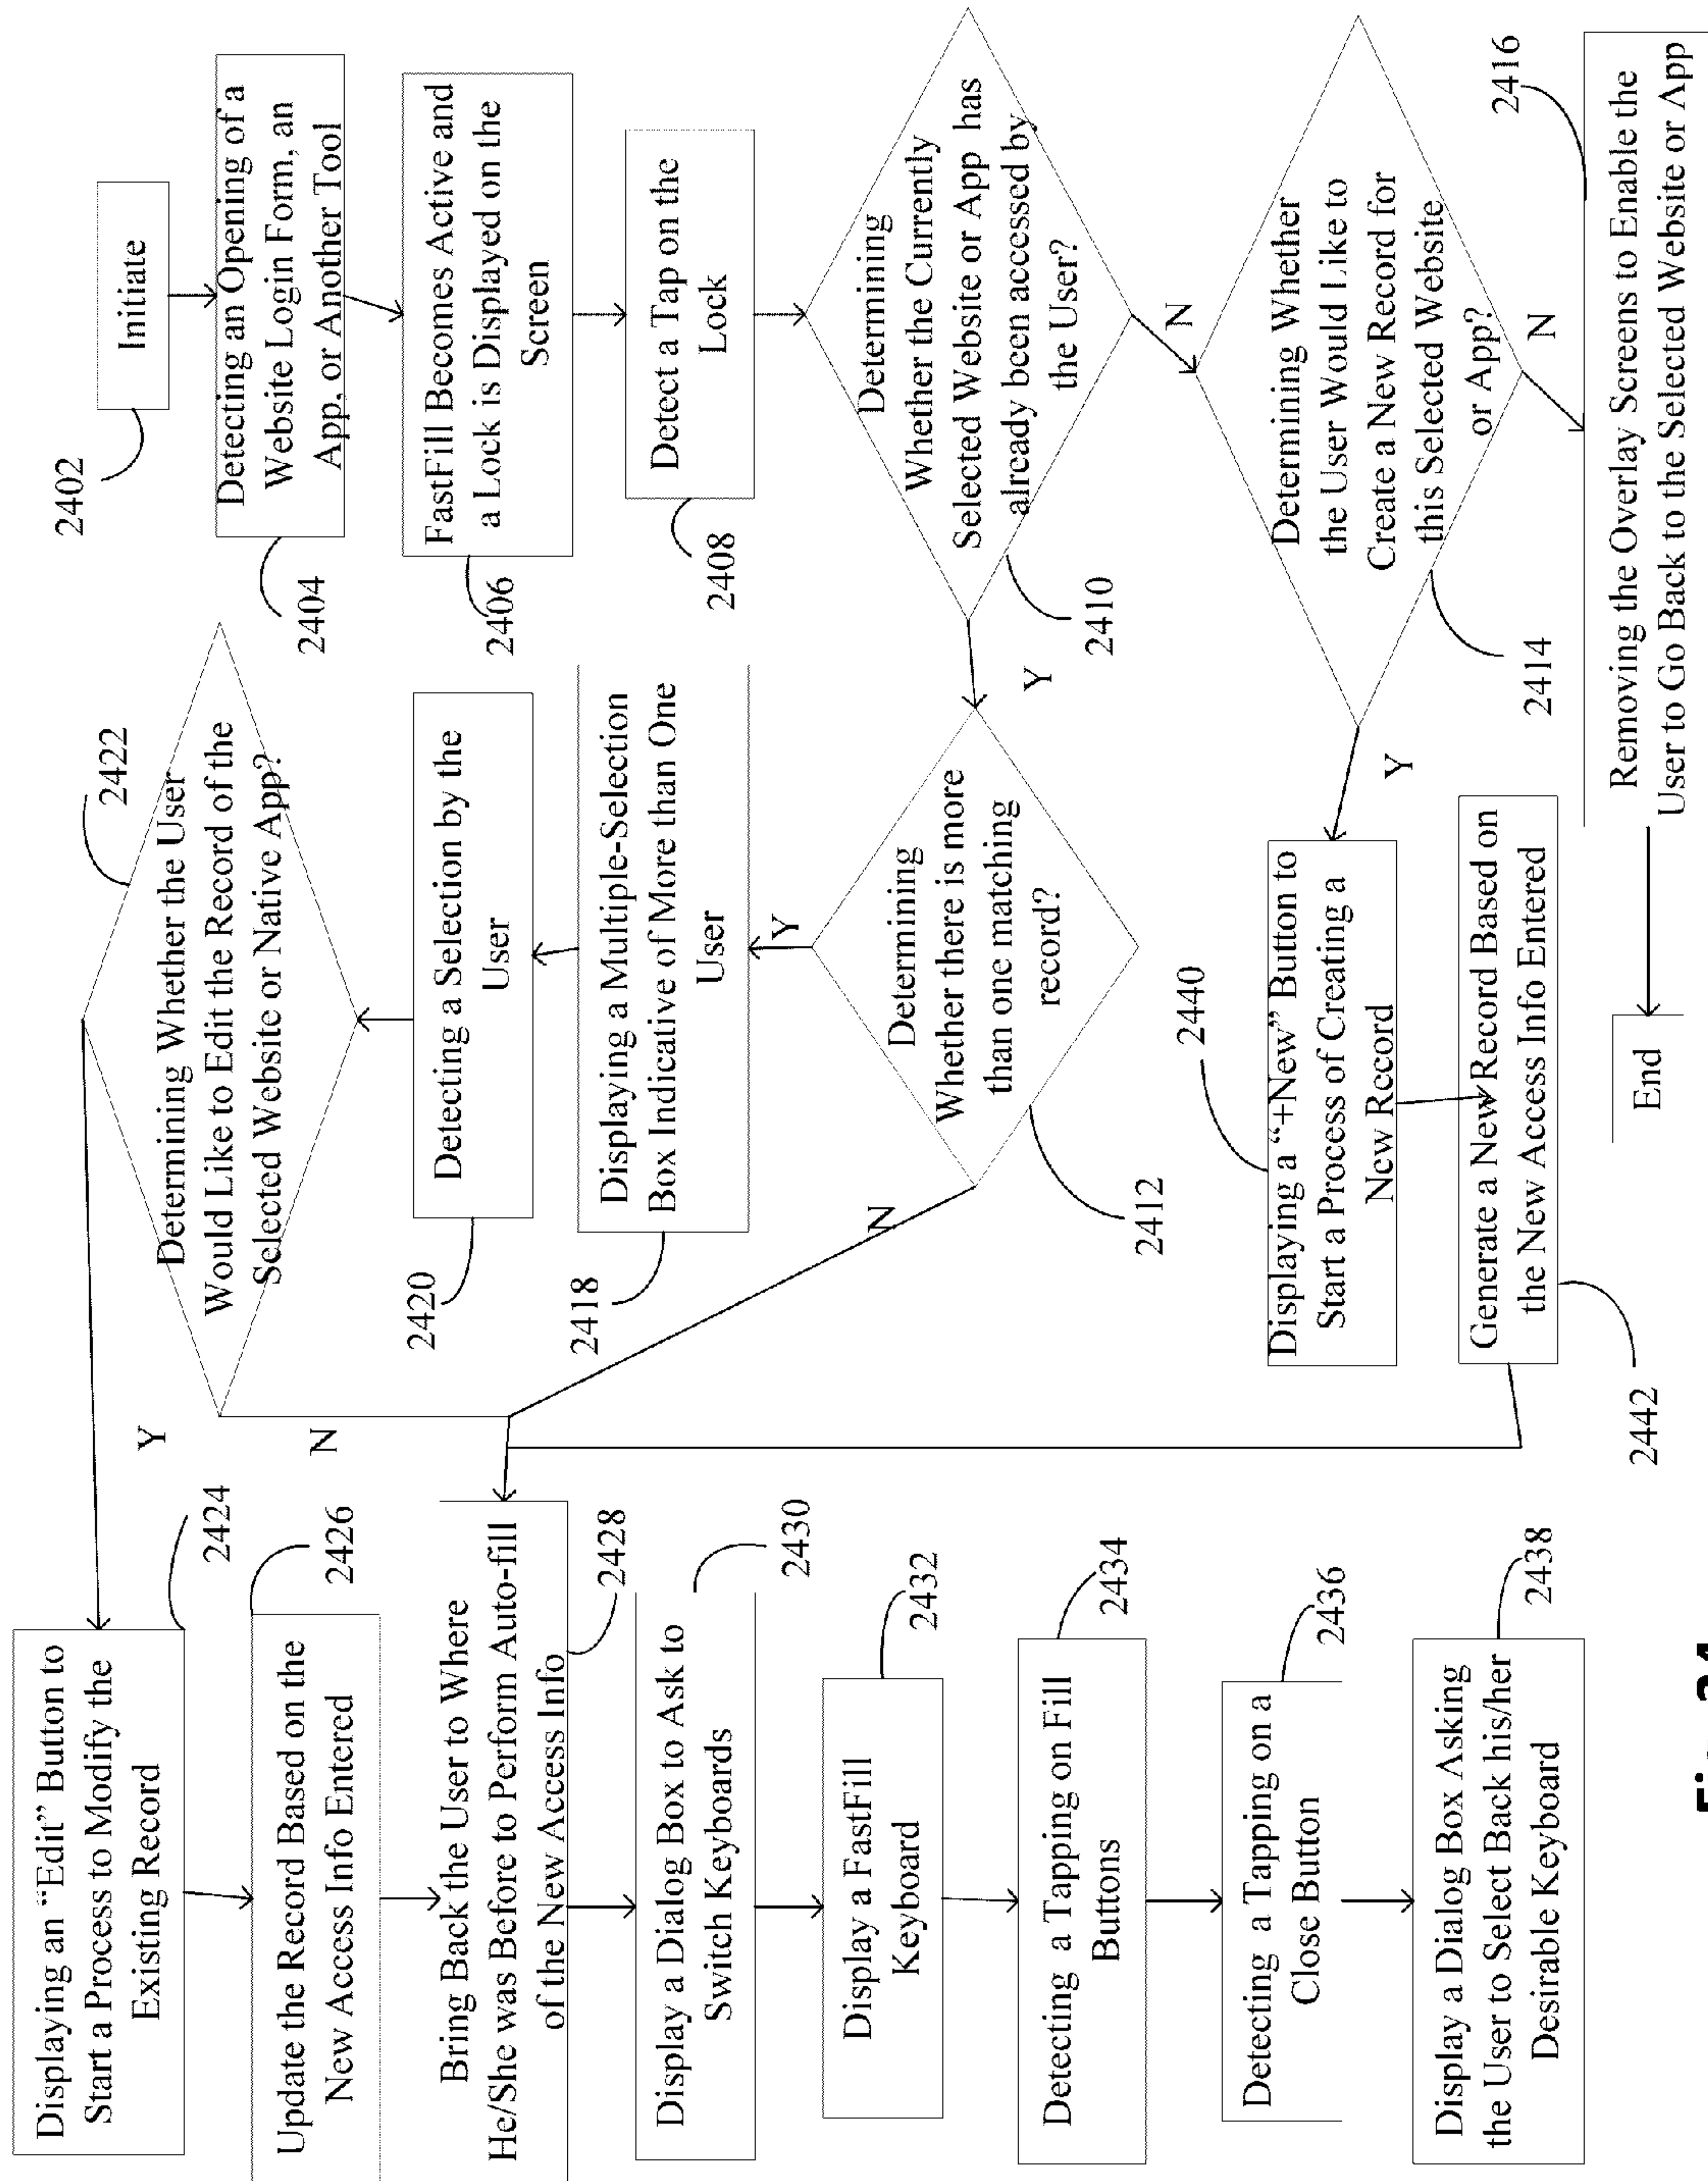 2402
Initiate
2404
Detecting an Opening of a
Website Login Form, an
App, or Another Tool
2406
FastFill Becomes Active and
a Lock is Displayed on the
Screen
2408
Detect a Tap on the
Lock
2410
Determining
Whether the Currently
Selected Website or App has
already been accessed by
the User?
Y
N
2414
Determining Whether
the User Would Like to
Create a New Record for
this Selected Website
or App?
Y
N
2416
Removing the Overlay Screens to Enable the
User to Go Back to the Selected Website or App
End
2412
Determining
Whether there is more
than one matching
record?
Y
N
2418
Displaying a Multiple-Selection
Box Indicative of More than One
User
2420
Detecting a Selection by the
User
2422
Determining Whether the User
Would Like to Edit the Record of the
Selected Website or Native App?
Y
N
2440
Displaying a “+New” Button to
Start a Process of Creating a
New Record
2442
Generate a New Record Based on
the New Access Info Entered
2424
Displaying an “Edit” Button to
Start a Process to Modify the
Existing Record
2426
Update the Record Based on the
New Access Info Entered
2428
Bring Back the User to Where
He/She was Before to Perform Auto-fill
of the New Access Info
2430
Display a Dialog Box to Ask to
Switch Keyboards
2432
Display a FastFill
Keyboard
2434
Detecting a Tapping on Fill
Buttons
2436
Detecting a Tapping on a
Close Button
2438
Display a Dialog Box Asking
the User to Select Back his/her
Desirable Keyboard